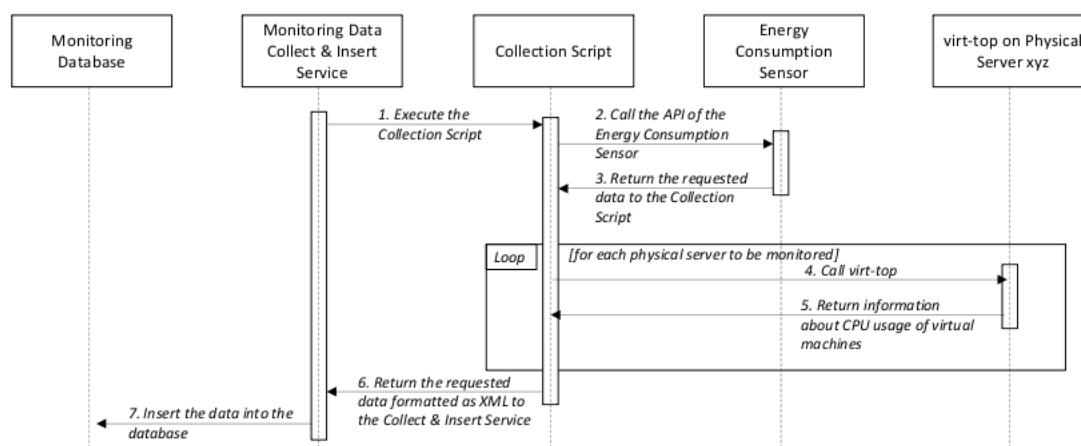 Monitoring
Database
Monitoring Data
Collect & Insert
Service
Collection Script
Energy
Consumption
Sensor
virt-top on Physical
Server xyz
1. Execute the
Collection Script
2. Call the API of the
Energy Consumption
Sensor
3. Return the requested
data to the Collection
Script
Loop
[for each physical server to be monitored]
4. Call virt-top
5. Return information
about CPU usage of virtual
machines
6. Return the requested
data formatted as XML to
the Collect & Insert Service
7. Insert the data into the
database